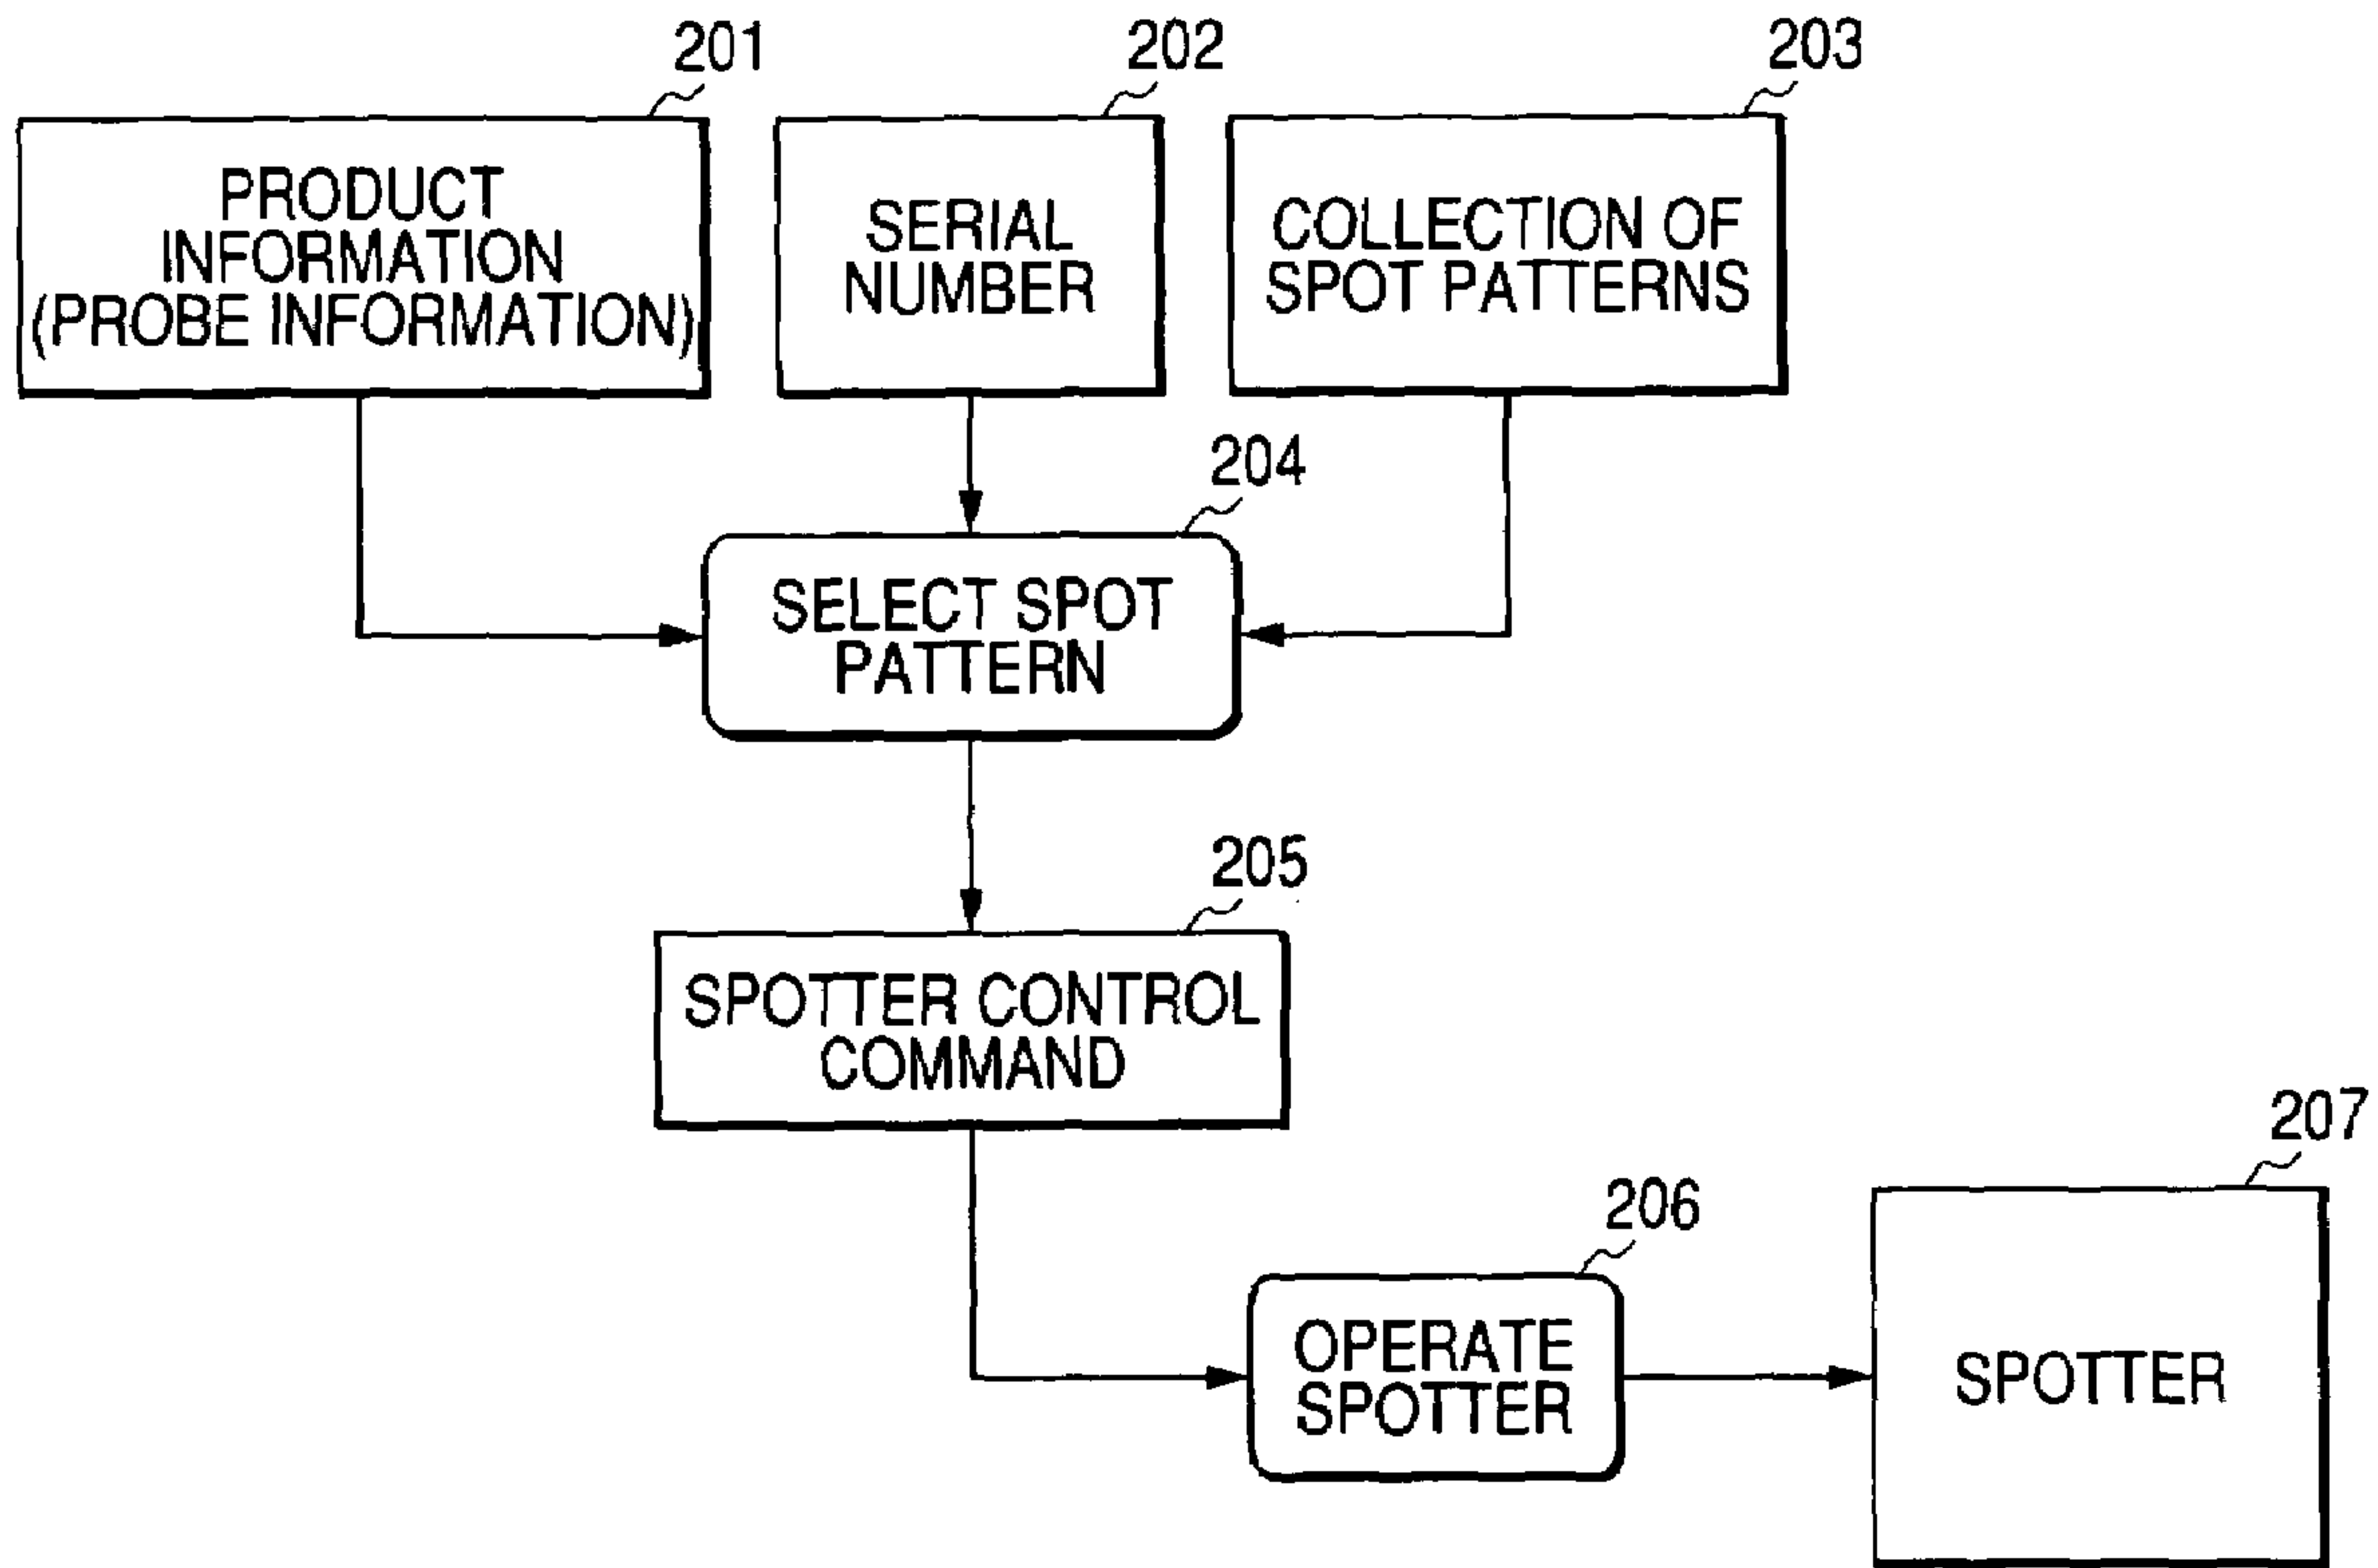 201
202
203
PRODUCT
INFORMATION
(PROBE INFORMATION)
SERIAL
NUMBER
COLLECTION OF
SPOT PATTERNS
204
SELECT SPOT
PATTERN
205
SPOTTER CONTROL
COMMAND
206
OPERATE
SPOTTER
207
SPOTTER